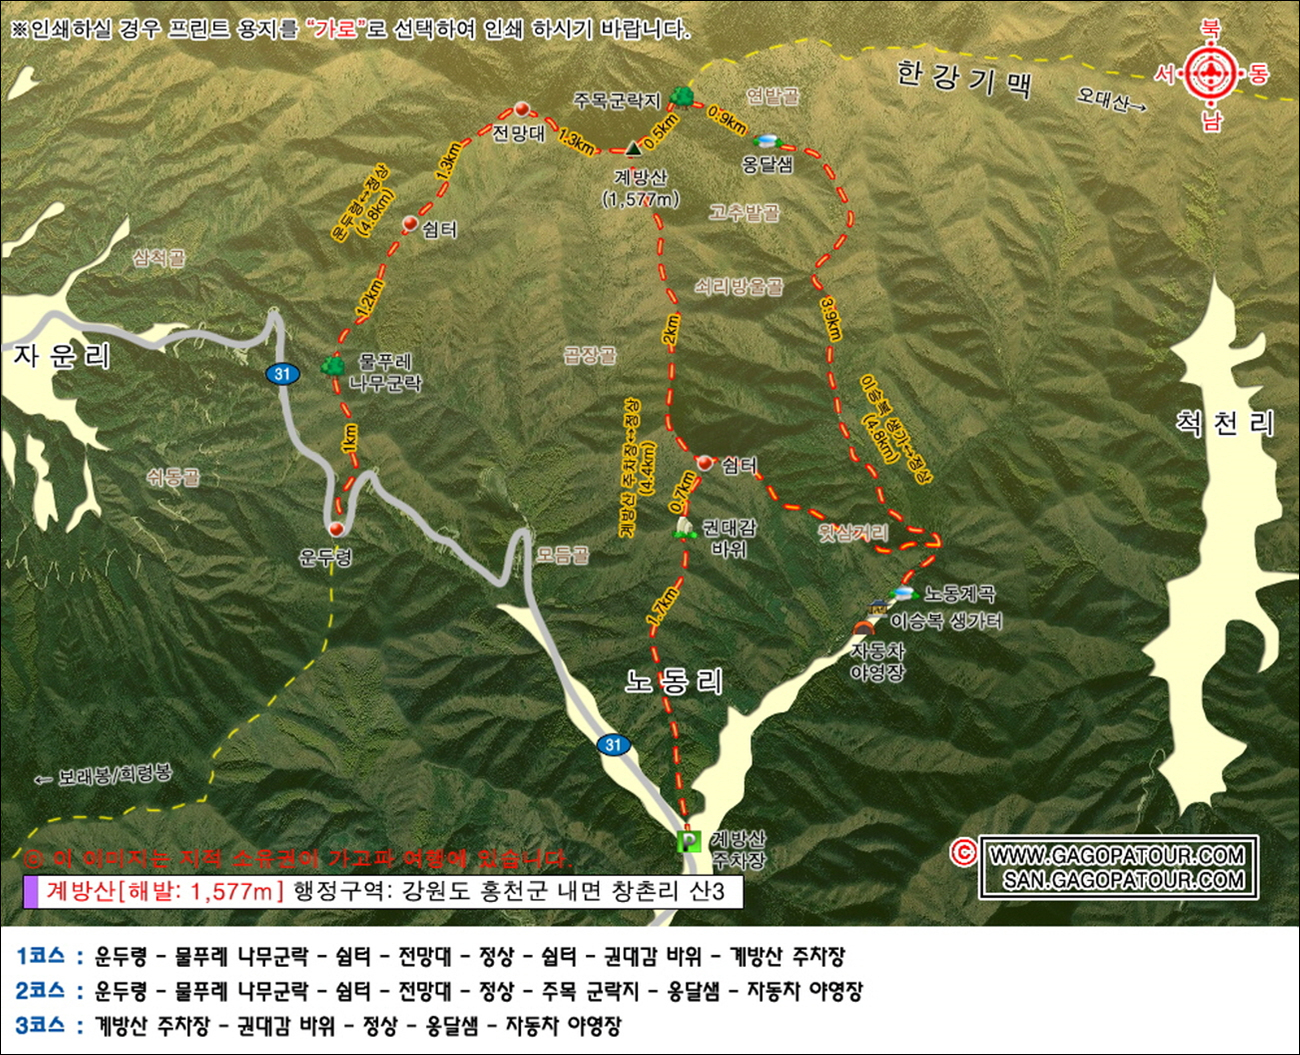 ※인쇄하실 경우 프린트 용지를 "가로"로 선택하여 인쇄 하시기 바랍니다.
북
서 동
남
한강기맥
오대산→
주목군락지
연밭골
0.9km
0.5km
전망대
1.3km
옹달샘
계방산
(1,577m)
1.3km
운두령↔정상
(4.8km)
쉼터
고추밭골
삼척골
1.2km
쇠리방울골
3.9km
2km
자운리
31
물푸레
나무군락
곱장골
이승복 생가↔정상
(4.8km)
척천리
1km
계방산 주차장↔정상
(4.4km)
쉼터
쉬동골
0.7km
권대감
바위
윗삼거리
운두령
모듬골
노동계곡
이승복 생가터
1.7km
자동차
야영장
노동리
31
← 보래봉/회령봉
계방산
주차장
P
ⓒ 이 이미지는 지적 소유권이 가고파 여행에 있습니다.
ⓒ WWW.GAGOPATOUR.COM
SAN.GAGOPATOUR.COM
계방산[해발: 1,577m] 행정구역: 강원도 홍천군 내면 창촌리 산3
1코스 : 운두령 - 물푸레 나무군락 - 쉼터 - 전망대 - 정상 - 쉼터 - 권대감 바위 - 계방산 주차장
2코스 : 운두령 - 물푸레 나무군락 - 쉼터 - 전망대 - 정상 - 주목 군락지 - 옹달샘 - 자동차 야영장
3코스 : 계방산 주차장 - 권대감 바위 - 정상 - 옹달샘 - 자동차 야영장